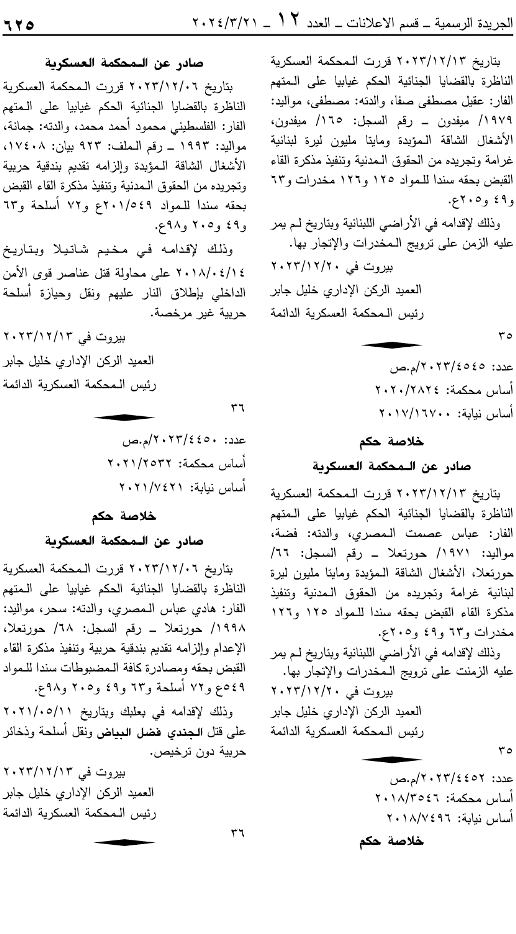 الجريدة الرسمية ــ قسم الاعلانات ــ العدد ١٢ ــ ٢٠٢٤/٣/٢١
٦٢٥
بتاريخ ٢٠٢٣/١٢/١٣ قررت المحكمة العسكرية
الناظرة بالقضايا الجنائية الحكم غيابيا على المتهم
الفار: عقيل مصطفى صفا، والدته: مصطفى، مواليد:
١٩٧٩/ ميفدون ــ رقم السجل: ١٦٥/ ميفدون،
الأشغال الشاقة المؤبدة ومايتا مليون ليرة لبنانية
غرامة وتجريده من الحقوق المدنية وتنفيذ مذكرة القاء
القبض بحقه سندا للمواد ١٢٥ و١٢٦ مخدرات و٦٣
و٤٩ و٢٠٥ع.
وذلك لإقدامه في الأراضي اللبنانية وبتاريخ لم يمر
عليه الزمن على ترويج المخدرات والإتجار بها.
بيروت في ٢٠٢٣/١٢/٢٠
العميد الركن الإداري خليل جابر
رئيس المحكمة العسكرية الدائمة
٣٥
عدد: ٢٠٢٣/٤٥٤٥/م.ص
أساس محكمة: ٢٠٢٠/٢٨٢٤
أساس نيابة: ٢٠١٧/١٦٧٠٠
خلاصة حكم
صادر عن المحكمة العسكرية
بتاريخ ٢٠٢٣/١٢/١٣ قررت المحكمة العسكرية
الناظرة بالقضايا الجنائية الحكم غيابيا على المتهم
الفار: عباس عصمت المصري، والدته: فضة،
مواليد: ١٩٧١/ حورتعلا ــ رقم السجل: ٦٦/
حورتعلا، الأشغال الشاقة المؤبدة ومايتا مليون ليرة
لبنانية غرامة وتجريده من الحقوق المدنية وتنفيذ
مذكرة القاء القبض بحقه سندا للمواد ١٢٥ و١٢٦
مخدرات و٦٣ و٤٩ و٢٠٥ع.
وذلك لإقدامه في الأراضي اللبنانية وبتاريخ لم يمر
عليه الزمنت على ترويج المخدرات والإتجار بها.
بيروت في ٢٠٢٣/١٢/٢٠
العميد الركن الإداري خليل جابر
رئيس المحكمة العسكرية الدائمة
٣٥
عدد: ٢٠٢٣/٤٤٥٢/م.ص
أساس محكمة: ٢٠١٨/٣٥٤٦
أساس نيابة: ٢٠١٨/٧٤٩٦
خلاصة حكم
صادر عن المحكمة العسكرية
بتاريخ ٢٠٢٣/١٢/٠٦ قررت المحكمة العسكرية
الناظرة بالقضايا الجنائية الحكم غيابيا على المتهم
الفار: الفلسطيني محمود أحمد محمد، والدته: جمانة،
مواليد: ١٩٩٣ ــ رقم الملف: ٩٢٣ بيان: ١٧٤٠٨،
الأشغال الشاقة المؤبدة وإلزامه تقديم بندقية حربية
وتجريده من الحقوق المدنية وتنفيذ مذكرة القاء القبض
بحقه سندا للمواد ٢٠١/٥٤٩ع و٧٢ أسلحة و٦٣
و٤٩ و٢٠٥ و٩٨ع.
وذلك لإقدامه في مخيم شاتيلا وبتاريخ
٢٠١٨/٠٤/١٤ على محاولة قتل عناصر قوى الأمن
الداخلي بإطلاق النار عليهم ونقل وحيازة أسلحة
حربية غير مرخصة.
بيروت في ٢٠٢٣/١٢/١٣
العميد الركن الإداري خليل جابر
رئيس المحكمة العسكرية الدائمة
٣٦
عدد: ٢٠٢٣/٤٤٥٠/م.ص
أساس محكمة: ٢٠٢١/٢٥٣٢
أساس نيابة: ٢٠٢١/٧٤٢١
خلاصة حكم
صادر عن المحكمة العسكرية
بتاريخ ٢٠٢٣/١٢/٠٦ قررت المحكمة العسكرية
الناظرة بالقضايا الجنائية الحكم غيابيا على المتهم
الفار: هادي عباس المصري، والدته: سحر، مواليد:
١٩٩٨/ حورتعلا ــ رقم السجل: ٦٨/ حورتعلا،
الإعدام وإلزامه تقديم بندقية حربية وتنفيذ مذكرة القاء
القبض بحقه ومصادرة كافة المضبوطات سندا للمواد
٥٤٩ع و٧٢ أسلحة و٦٣ و٤٩ و٢٠٥ و٩٨ع.
وذلك لإقدامه في بعلبك وبتاريخ ٢٠٢١/٠٥/١١
على قتل الجندي فضل البياض ونقل أسلحة وذخائر
حربية دون ترخيص.
بيروت في ٢٠٢٣/١٢/١٣
العميد الركن الإداري خليل جابر
رئيس المحكمة العسكرية الدائمة
٣٦